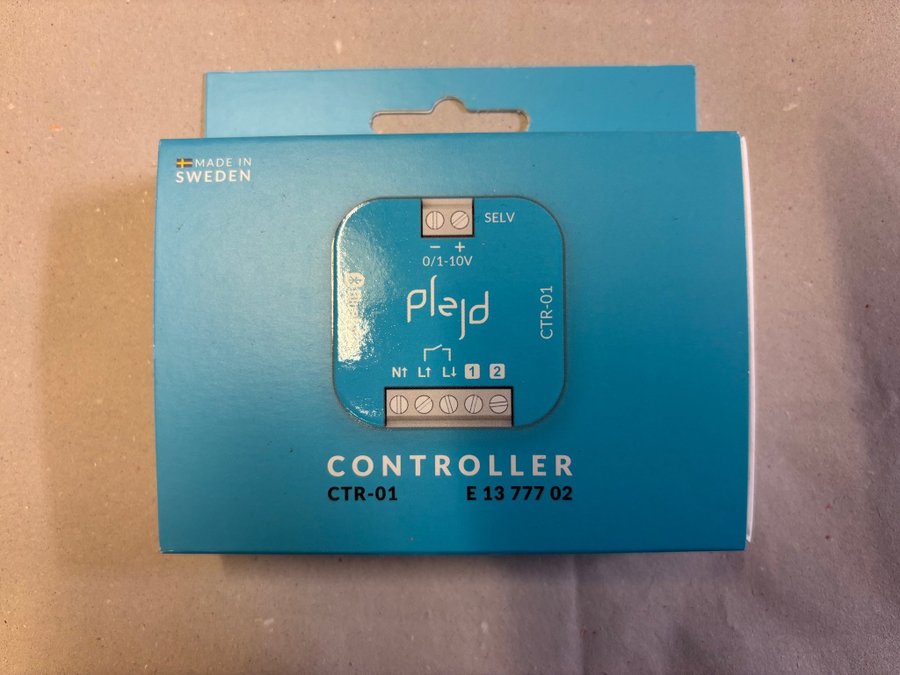 MADE IN
SWEDEN
SELV
− +
0/1-10V
plejd
CTR-01
N↑ L↑ L↓ 1 2
CONTROLLER
CTR-01 E 13 777 02